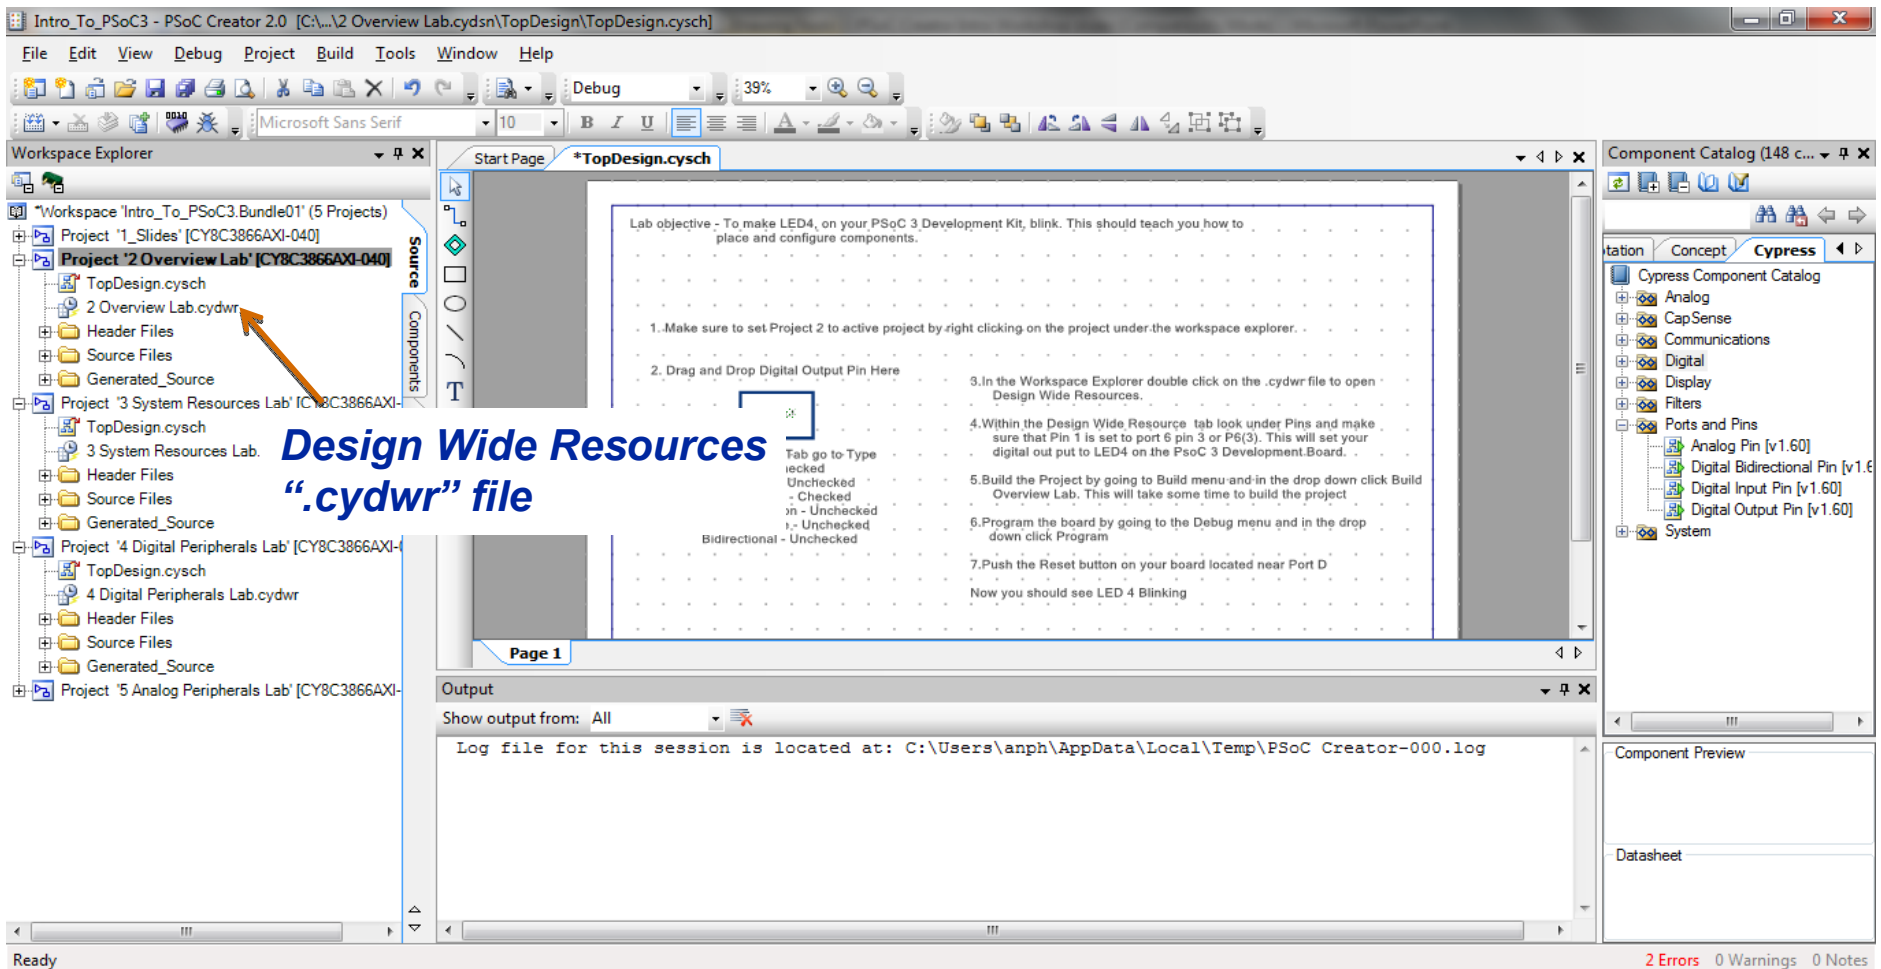 Intro_To_PSoC3 - PSoC Creator 2.0 [C:\...\2 Overview Lab.cydsn\TopDesign\TopDesign.cysch]
File Edit View Debug Project Build Tools Window Help
Debug 39%
Microsoft Sans Serif 10 B I U
Workspace Explorer
*Workspace 'Intro_To_PSoC3.Bundle01' (5 Projects)
Project '1_Slides' [CY8C3866AXI-040]
Project '2 Overview Lab' [CY8C3866AXI-040]
TopDesign.cysch
2 Overview Lab.cydwr
Header Files
Source Files
Generated_Source
Project '3 System Resources Lab' [CY8C3866AXI-
TopDesign.cysch
3 System Resources Lab.
Header Files
Source Files
Generated_Source
Project '4 Digital Peripherals Lab' [CY8C3866AXI-
TopDesign.cysch
4 Digital Peripherals Lab.cydwr
Header Files
Source Files
Generated_Source
Project '5 Analog Peripherals Lab' [CY8C3866AXI-
Source
Components
Start Page *TopDesign.cysch
T
Lab objective - To make LED4, on your PSoC 3 Development Kit, blink. This should teach you how to
place and configure components.
1. Make sure to set Project 2 to active project by right clicking on the project under the workspace explorer.
2. Drag and Drop Digital Output Pin Here
Tab go to Type
ecked
Unchecked
- Checked
on - Unchecked
- Unchecked
Bidirectional - Unchecked
3.In the Workspace Explorer double click on the .cydwr file to open
Design Wide Resources.
4.Within the Design Wide Resource tab look under Pins and make
sure that Pin 1 is set to port 6 pin 3 or P6(3). This will set your
digital out put to LED4 on the PsoC 3 Development Board.
5.Build the Project by going to Build menu and in the drop down click Build
Overview Lab. This will take some time to build the project
6.Program the board by going to the Debug menu and in the drop
down click Program
7.Push the Reset button on your board located near Port D
Now you should see LED 4 Blinking
Design Wide Resources
“.cydwr” file
Page 1
Output
Show output from: All
Log file for this session is located at: C:\Users\anph\AppData\Local\Temp\PSoC Creator-000.log
Component Catalog (148 c...
tation Concept Cypress
Cypress Component Catalog
Analog
CapSense
Communications
Digital
Display
Filters
Ports and Pins
Analog Pin [v1.60]
Digital Bidirectional Pin [v1.6
Digital Input Pin [v1.60]
Digital Output Pin [v1.60]
System
Component Preview
Datasheet
Ready
2 Errors 0 Warnings 0 Notes